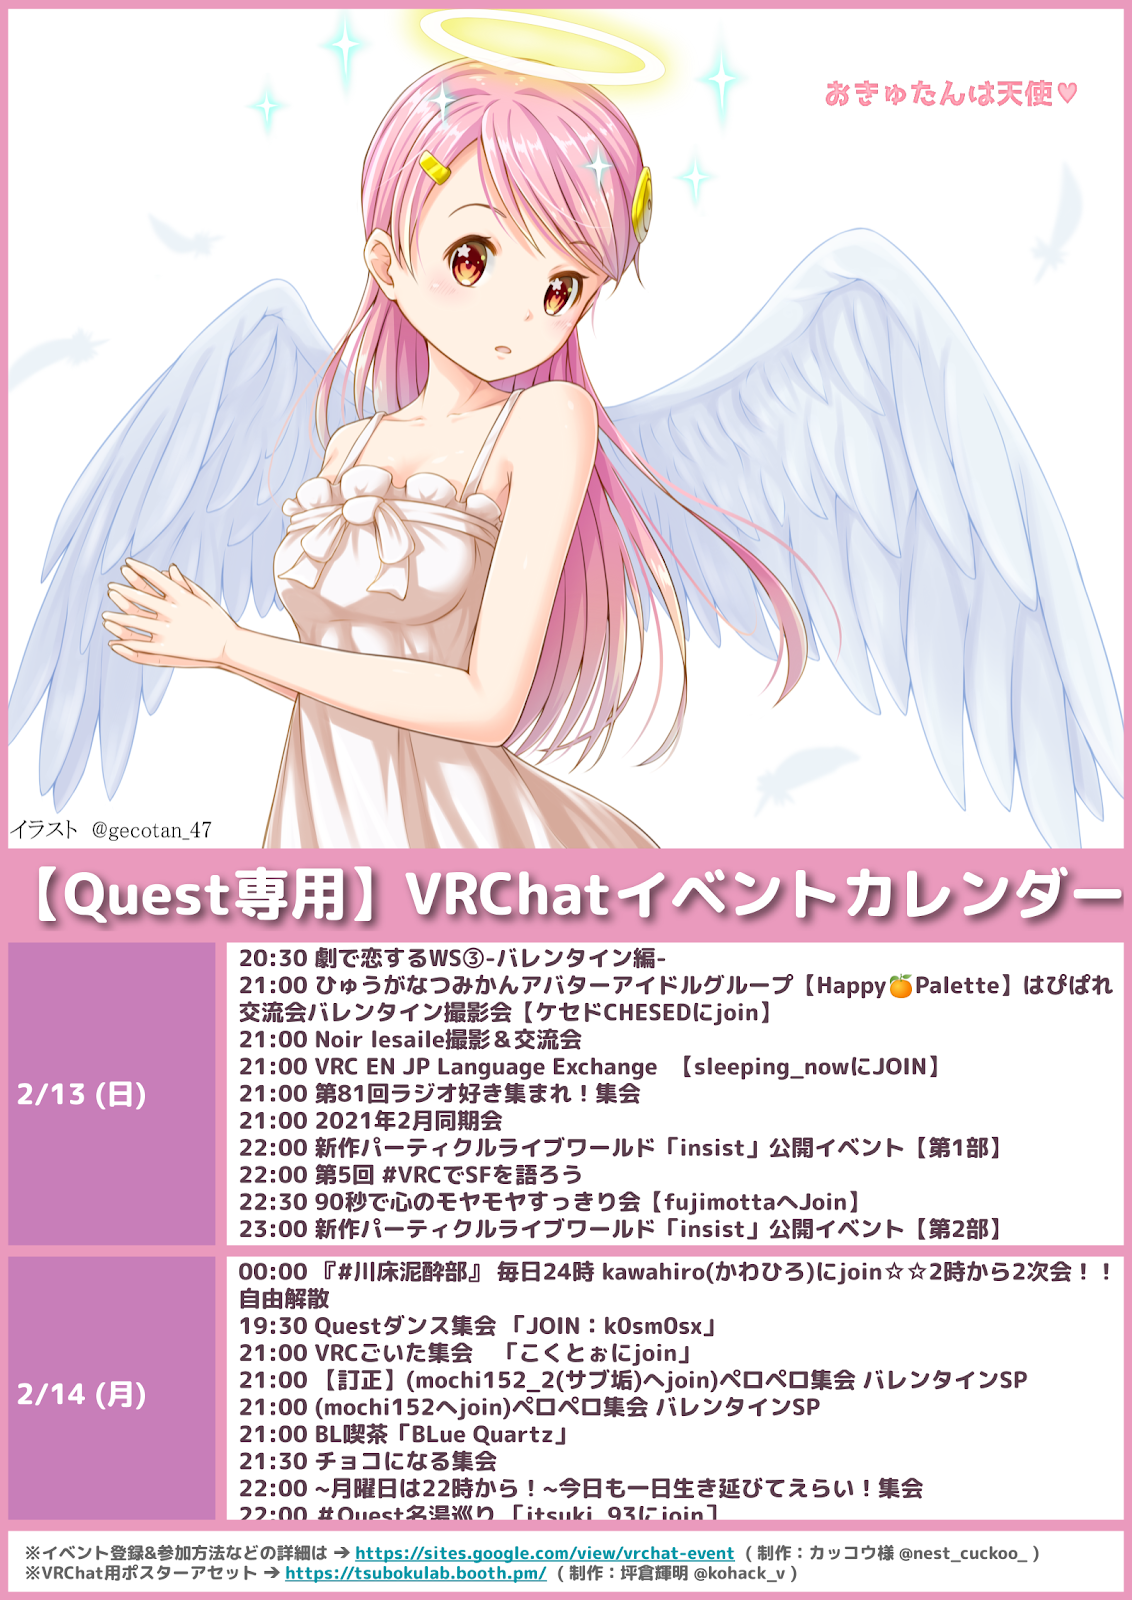 おきゅたんは天使♡
イラスト @gecotan_47
【Quest専用】VRChatイベントカレンダー
2/13 (日)
20:30 劇で恋するWS③-バレンタイン編-
21:00 ひゅうがなつみかんアバターアイドルグループ【Happy🍊Palette】はぴぱれ
交流会バレンタイン撮影会【ケセドCHESEDにjoin】
21:00 Noir lesaile撮影＆交流会
21:00 VRC EN JP Language Exchange 【sleeping_nowにJOIN】
21:00 第81回ラジオ好き集まれ！集会
21:00 2021年2月同期会
22:00 新作パーティクルライブワールド「insist」公開イベント【第1部】
22:00 第5回 #VRCでSFを語ろう
22:30 90秒で心のモヤモヤすっきり会【fujimottaへJoin】
23:00 新作パーティクルライブワールド「insist」公開イベント【第2部】
2/14 (月)
00:00 『#川床泥酔部』 毎日24時 kawahiro(かわひろ)にjoin☆☆2時から2次会！！
自由解散
19:30 Questダンス集会 「JOIN：k0sm0sx」
21:00 VRCごいた集会 「こくとぉにjoin」
21:00 【訂正】(mochi152_2(サブ垢)へjoin)ペロペロ集会 バレンタインSP
21:00 (mochi152へjoin)ペロペロ集会 バレンタインSP
21:00 BL喫茶「BLue Quartz」
21:30 チョコになる集会
22:00 ~月曜日は22時から！~今日も一日生き延びてえらい！集会
22:00 #Quest名湯巡り［itsuki_93にjoin］
※イベント登録&参加方法などの詳細は ➔ https://sites.google.com/view/vrchat-event ( 制作：カッコウ様 @nest_cuckoo_ )
※VRChat用ポスターアセット ➔ https://tsubokulab.booth.pm/ ( 制作：坪倉輝明 @kohack_v )